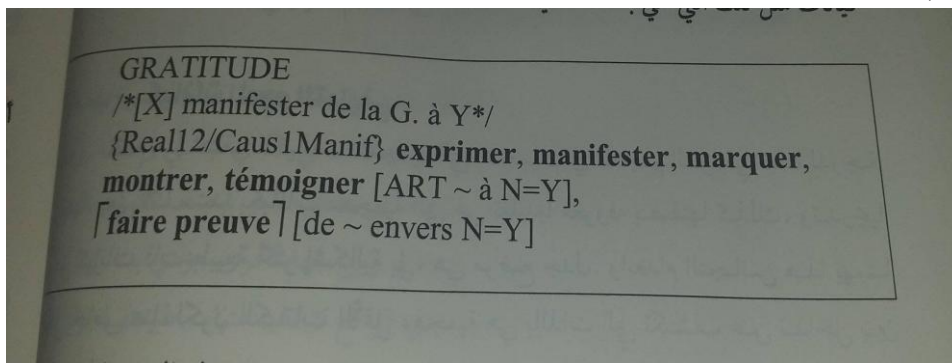 GRATITUDE
/*[X] manifester de la G. à Y*/
{Real12/Caus1Manif} exprimer, manifester, marquer,
montrer, témoigner [ART ~ à N=Y],
⌈faire preuve⌉ [de ~ envers N=Y]